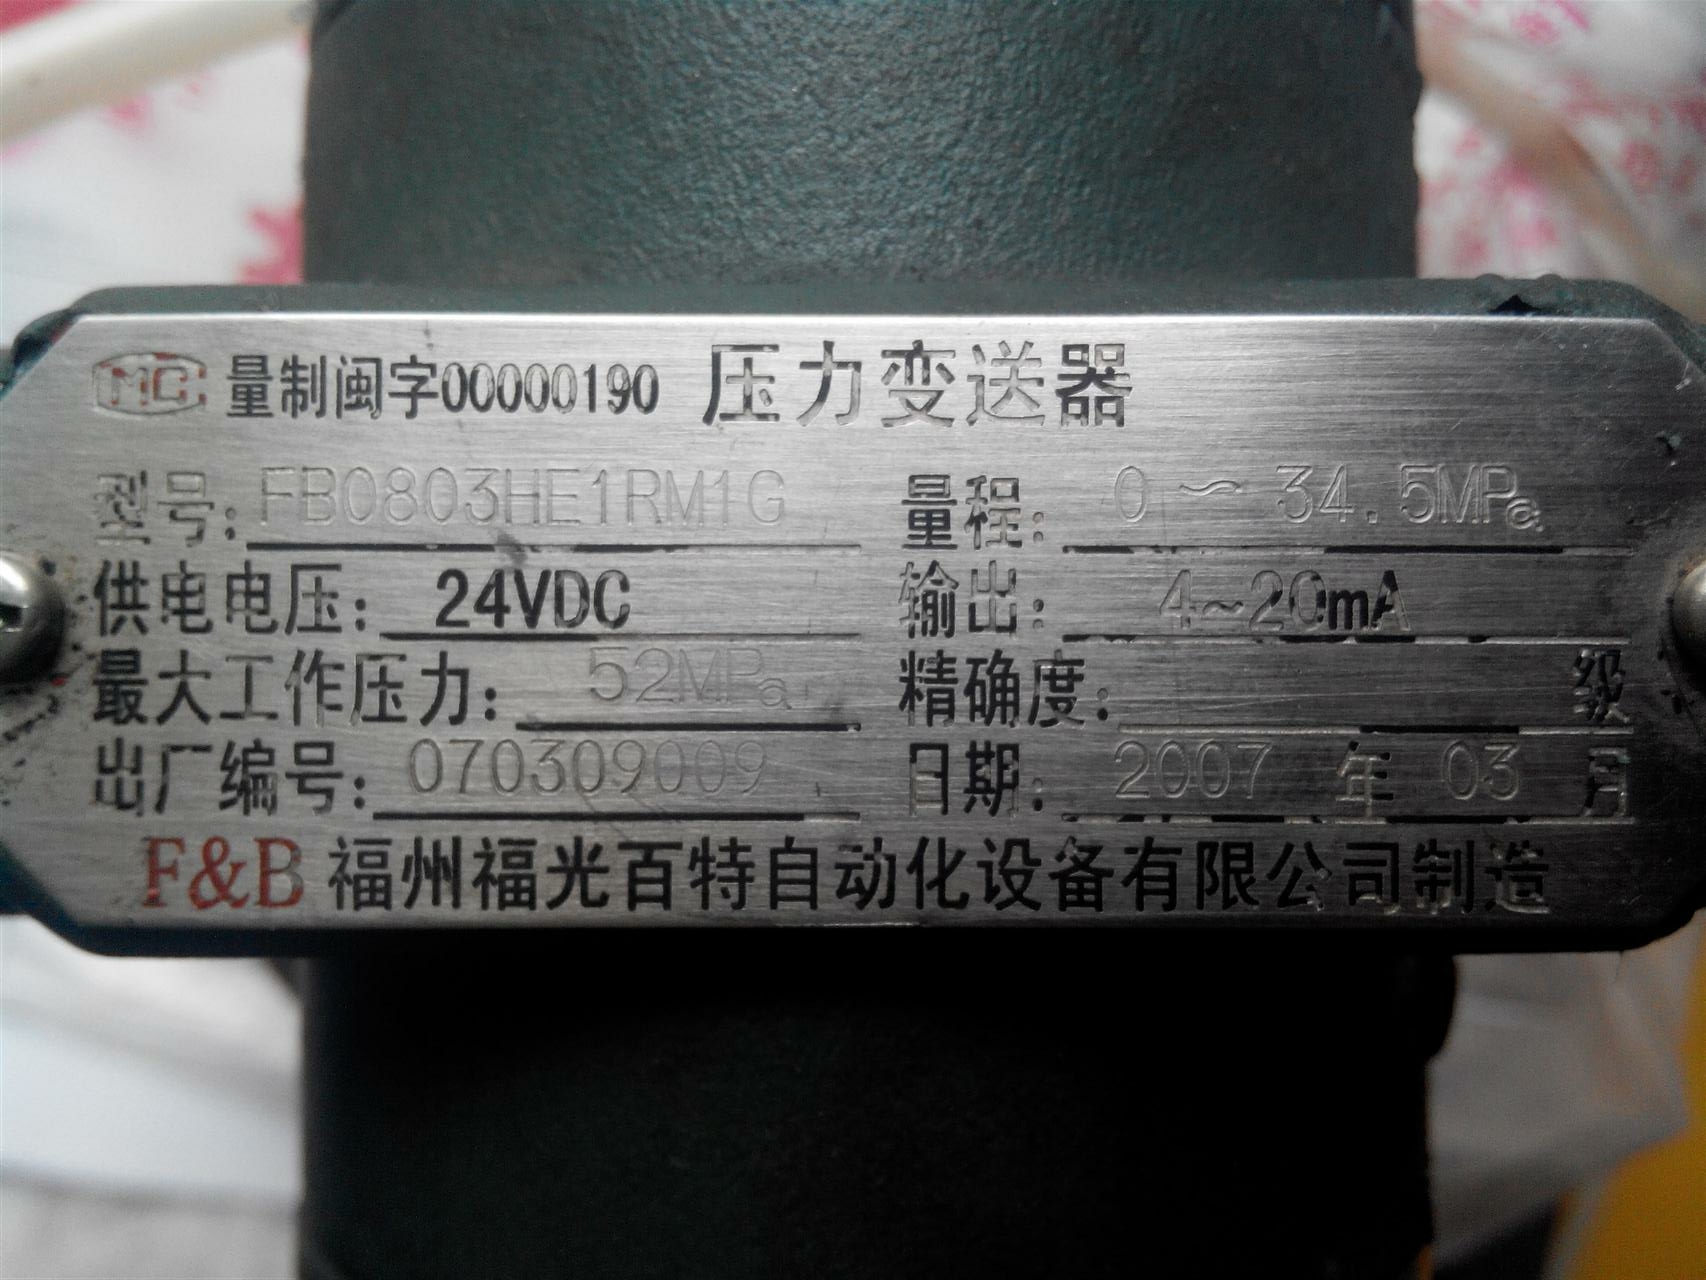 CMC 量制闽字00000190 压力变送器
型号: FB0803HE1RM1G 量程: 0 ~ 34.5MPa
供电电压: 24VDC 输出: 4~20mA
最大工作压力: 52MPa 精确度: 级
出厂编号: 070309009 日期: 2007 年 03 月
F&B 福州福光百特自动化设备有限公司制造